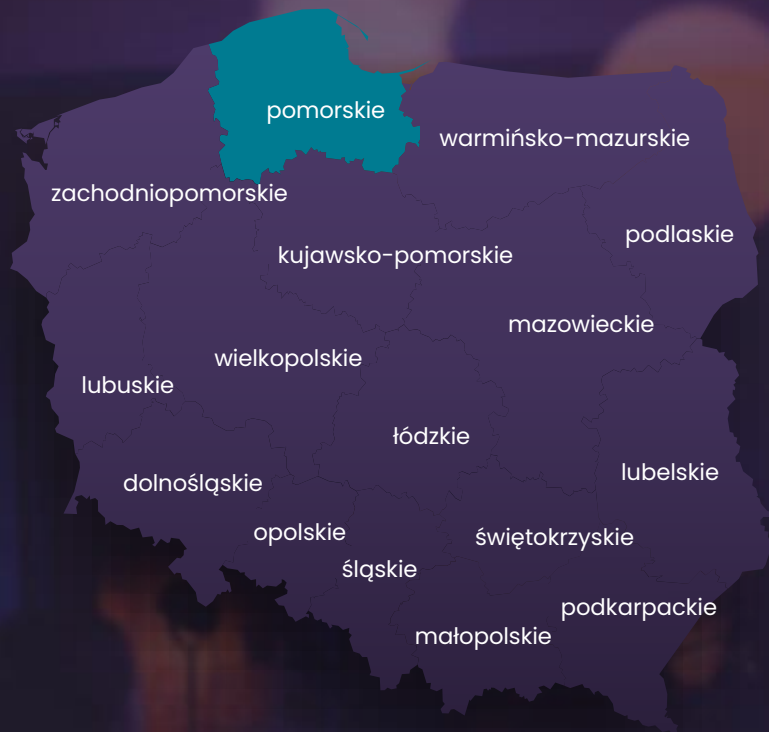 pomorskie
warmińsko-mazurskie
zachodniopomorskie
podlaskie
kujawsko-pomorskie
mazowieckie
wielkopolskie
lubuskie
łódzkie
lubelskie
dolnośląskie
opolskie
świętokrzyskie
śląskie
podkarpackie
małopolskie